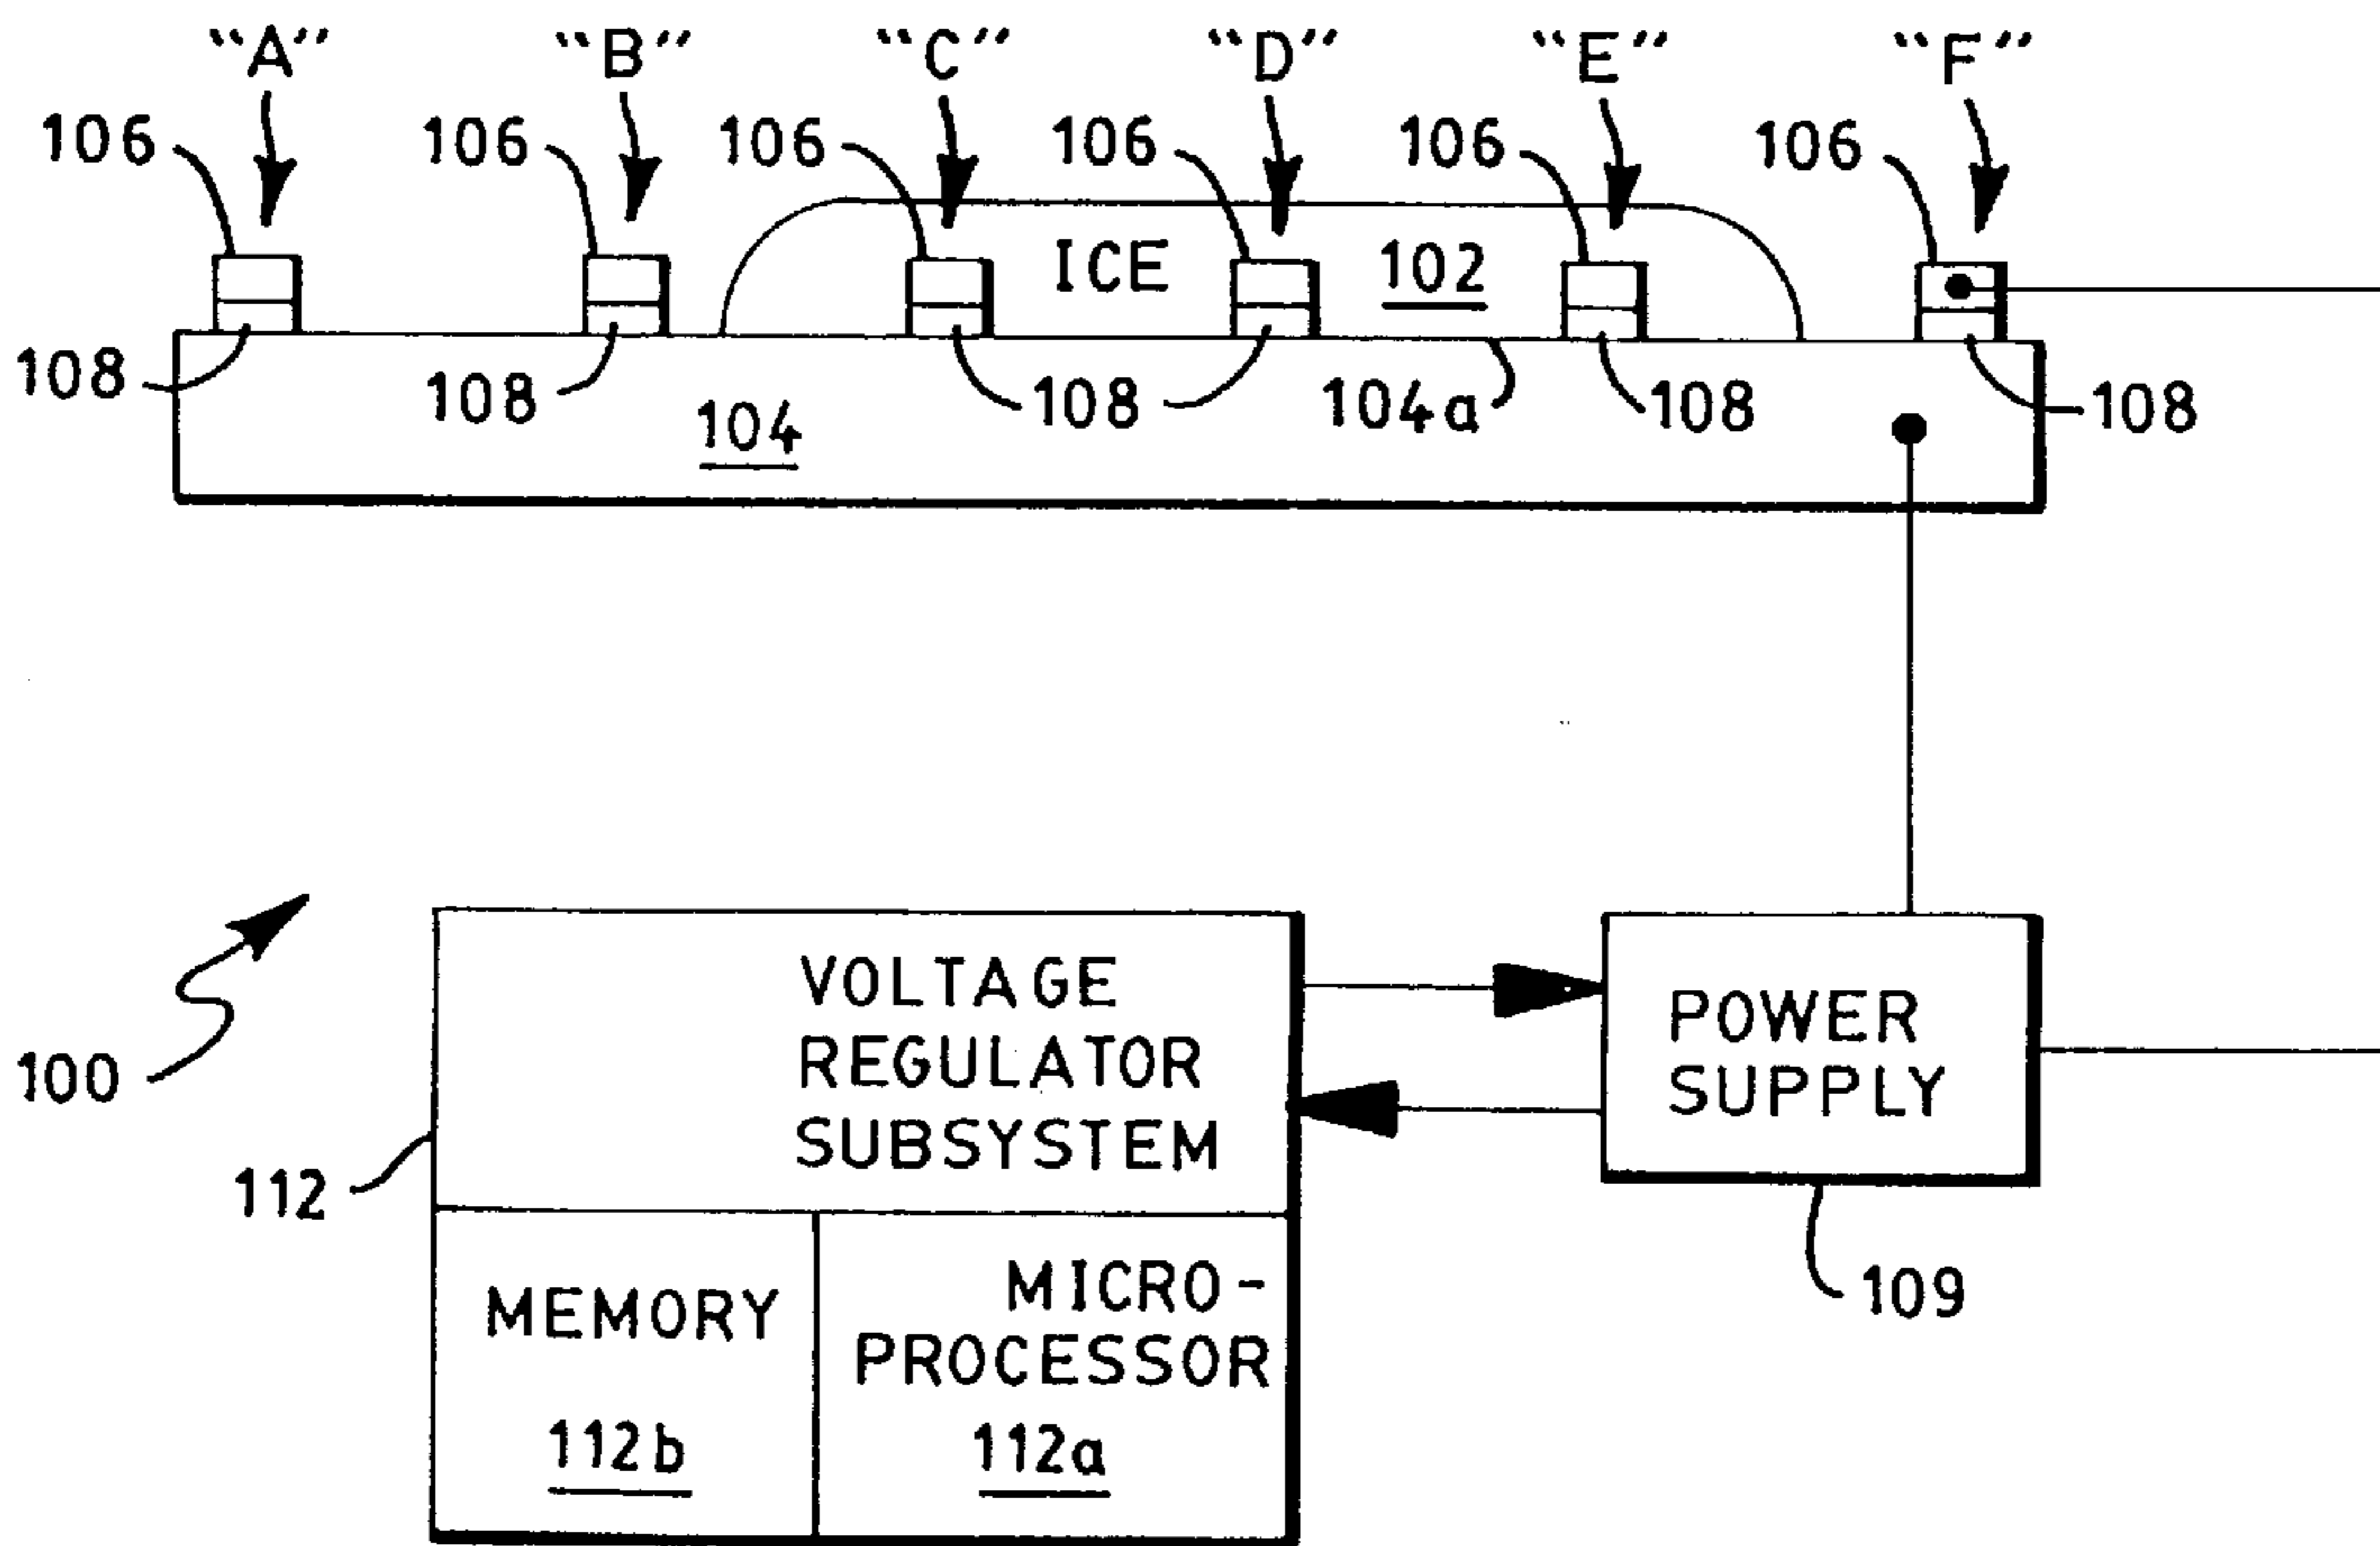 “A” “B” “C” “D” “E” “F”
106 106 106 106 106 106
ICE 102
108 108 108 104a 108 108
104
100
VOLTAGE
REGULATOR
SUBSYSTEM
POWER
SUPPLY
112
109
MEMORY
112b
MICRO-
PROCESSOR
112a